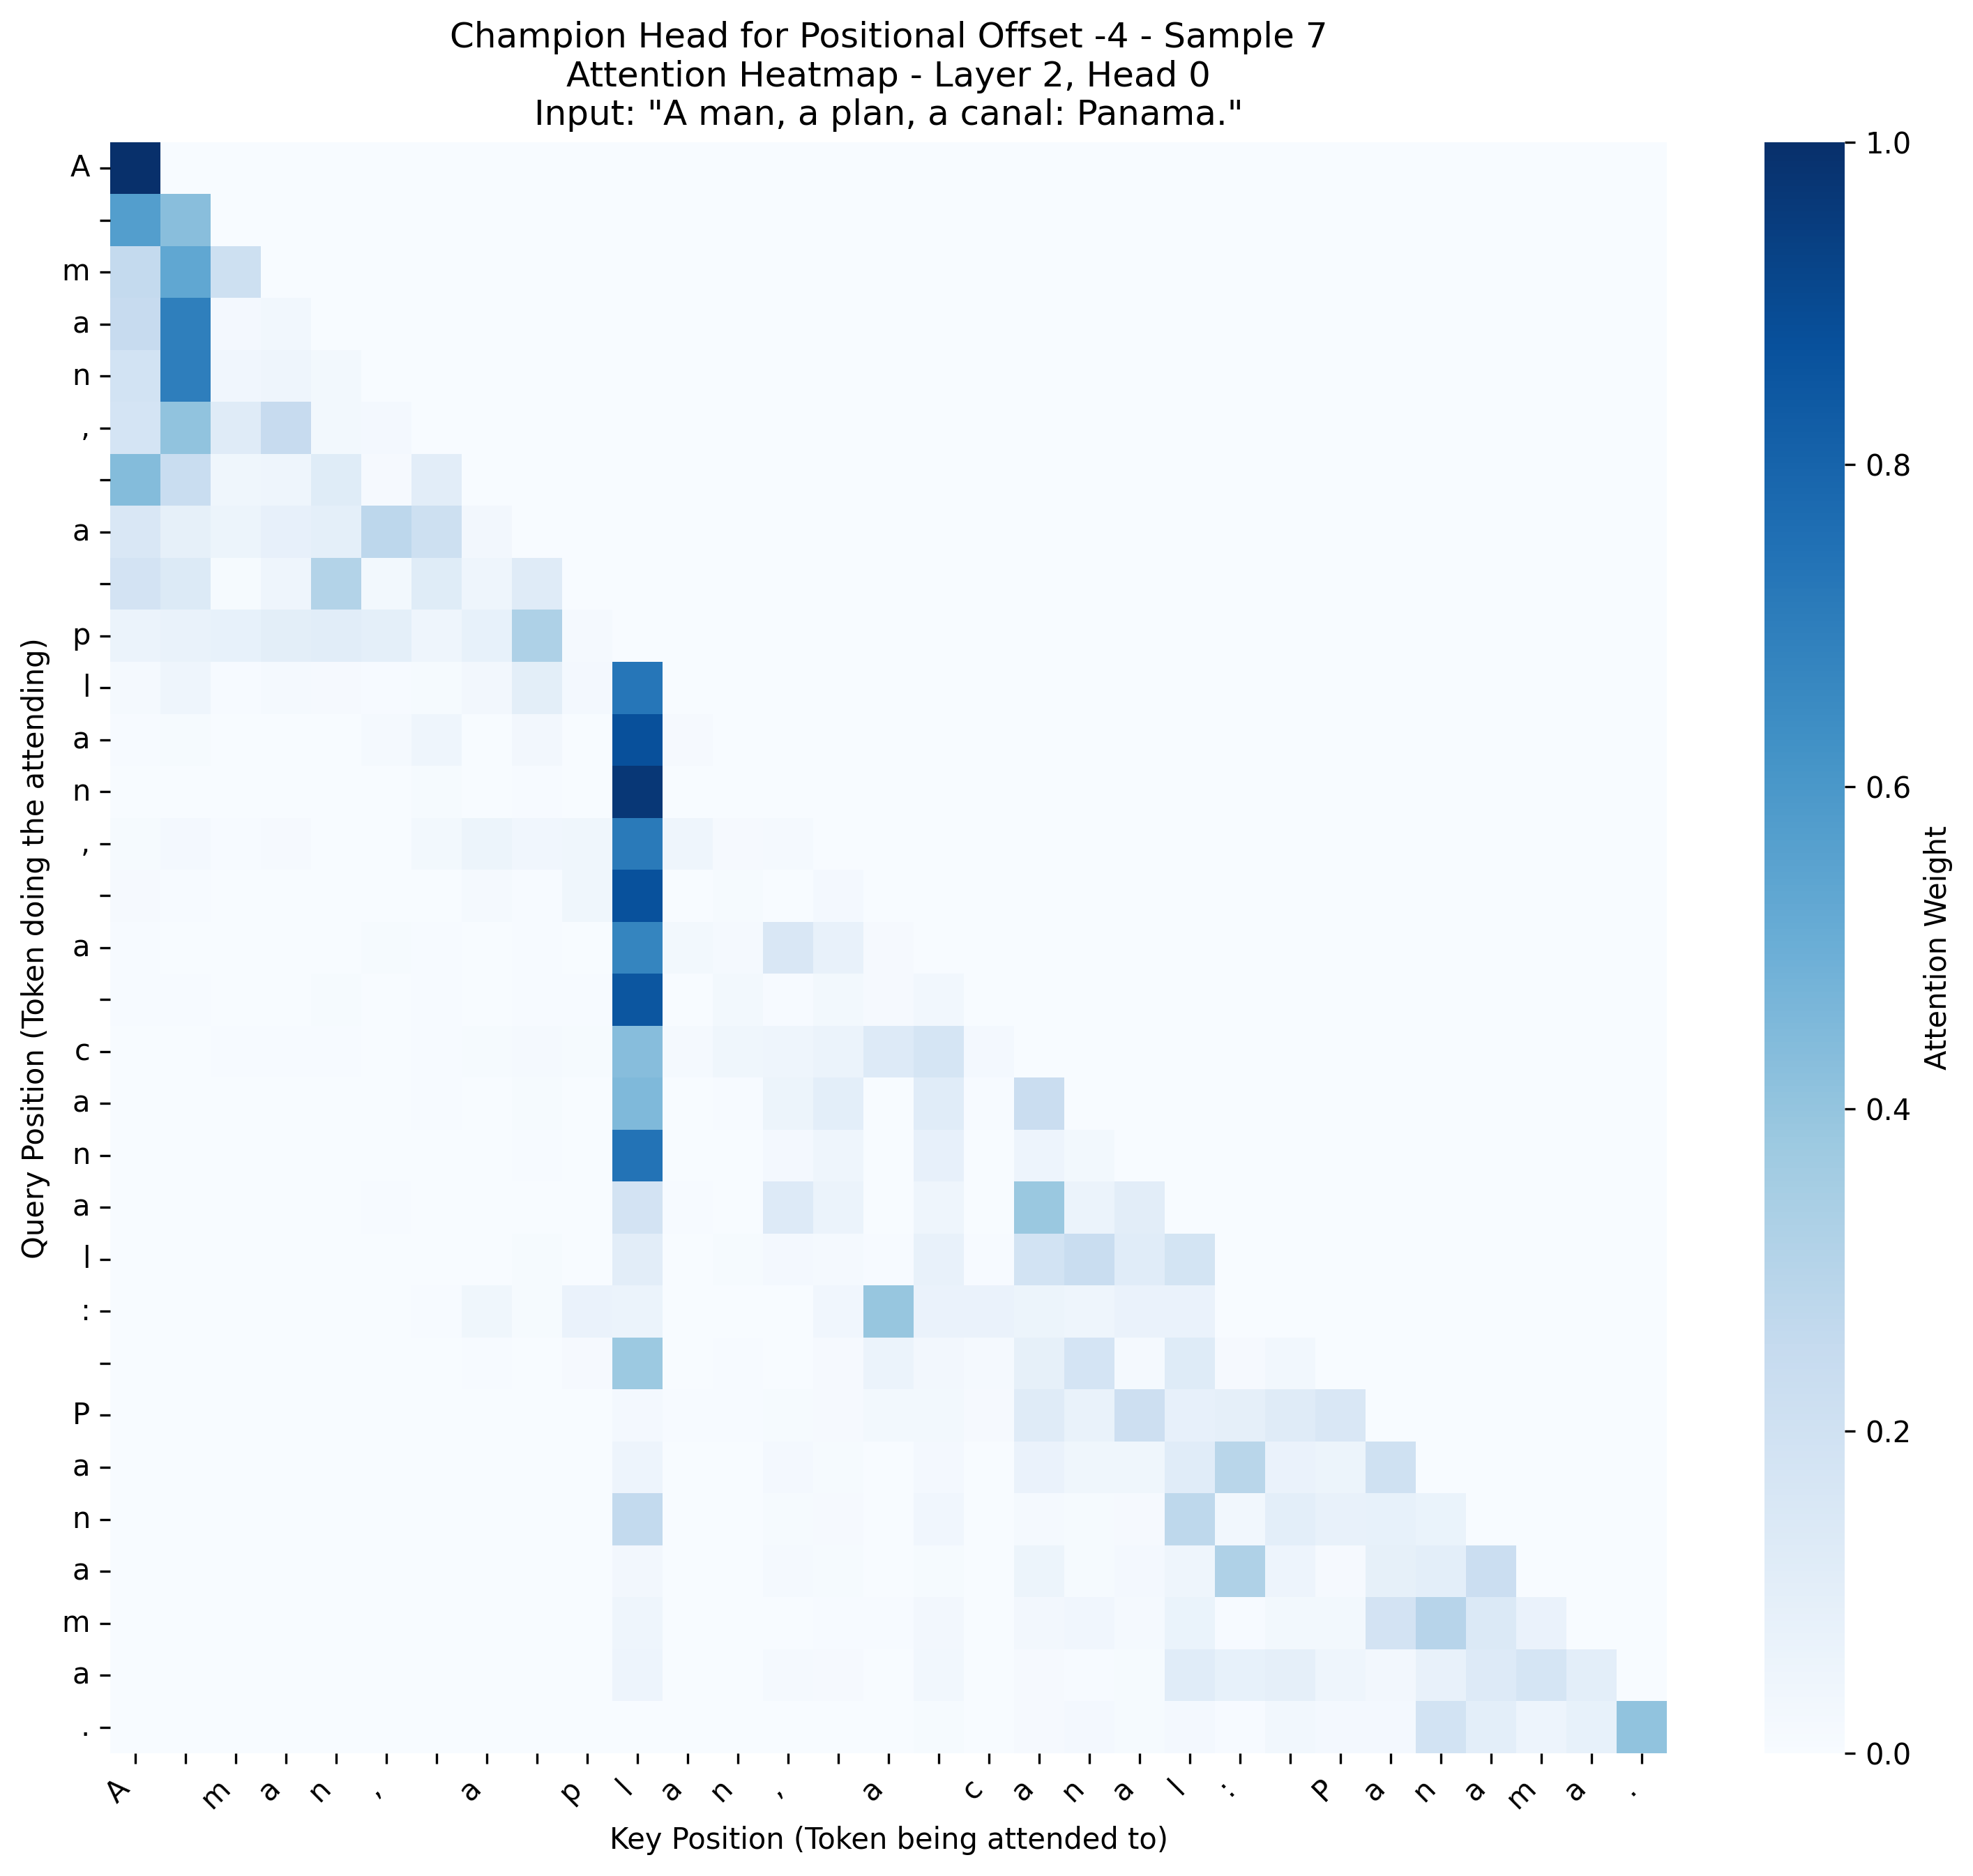 Champion Head for Positional Offset -4 - Sample 7
Attention Heatmap - Layer 2, Head 0
Input: "A man, a plan, a canal: Panama."
A
m
a
n
,
a
p
l
a
n
,
a
c
a
n
a
l
:
P
a
n
a
m
a
.
Query Position (Token doing the attending)
A m a n , a p l a n , a c a n a l : P a n a m a .
Key Position (Token being attended to)
1.0
0.8
0.6
0.4
0.2
0.0
Attention Weight